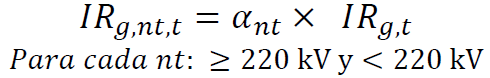 IR_{g,nt,t} = α_{nt} × IR_{g,t}
Para cada nt: ≥ 220 kV y < 220 kV